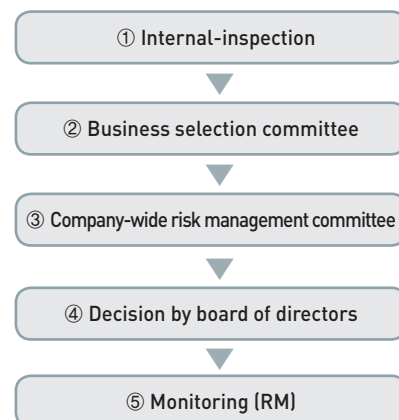 ① Internal-inspection
② Business selection committee
③ Company-wide risk management committee
④ Decision by board of directors
⑤ Monitoring (RM)